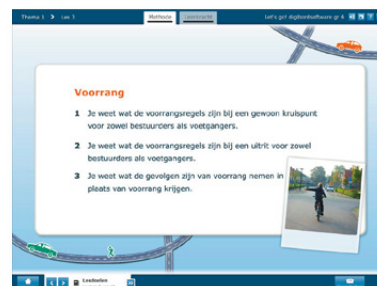 Thema 1 > Les 3
Methode
Leerkracht
Let's go! digibordsoftware gr 6
Voorrang
1 Je weet wat de voorrangsregels zijn bij een gewoon kruispunt
voor zowel bestuurders als voetgangers.
2 Je weet wat de voorrangsregels zijn bij een uitrit voor zowel
bestuurders als voetgangers.
3 Je weet wat de gevolgen zijn van voorrang nemen in
plaats van voorrang krijgen.
Lesdoelen